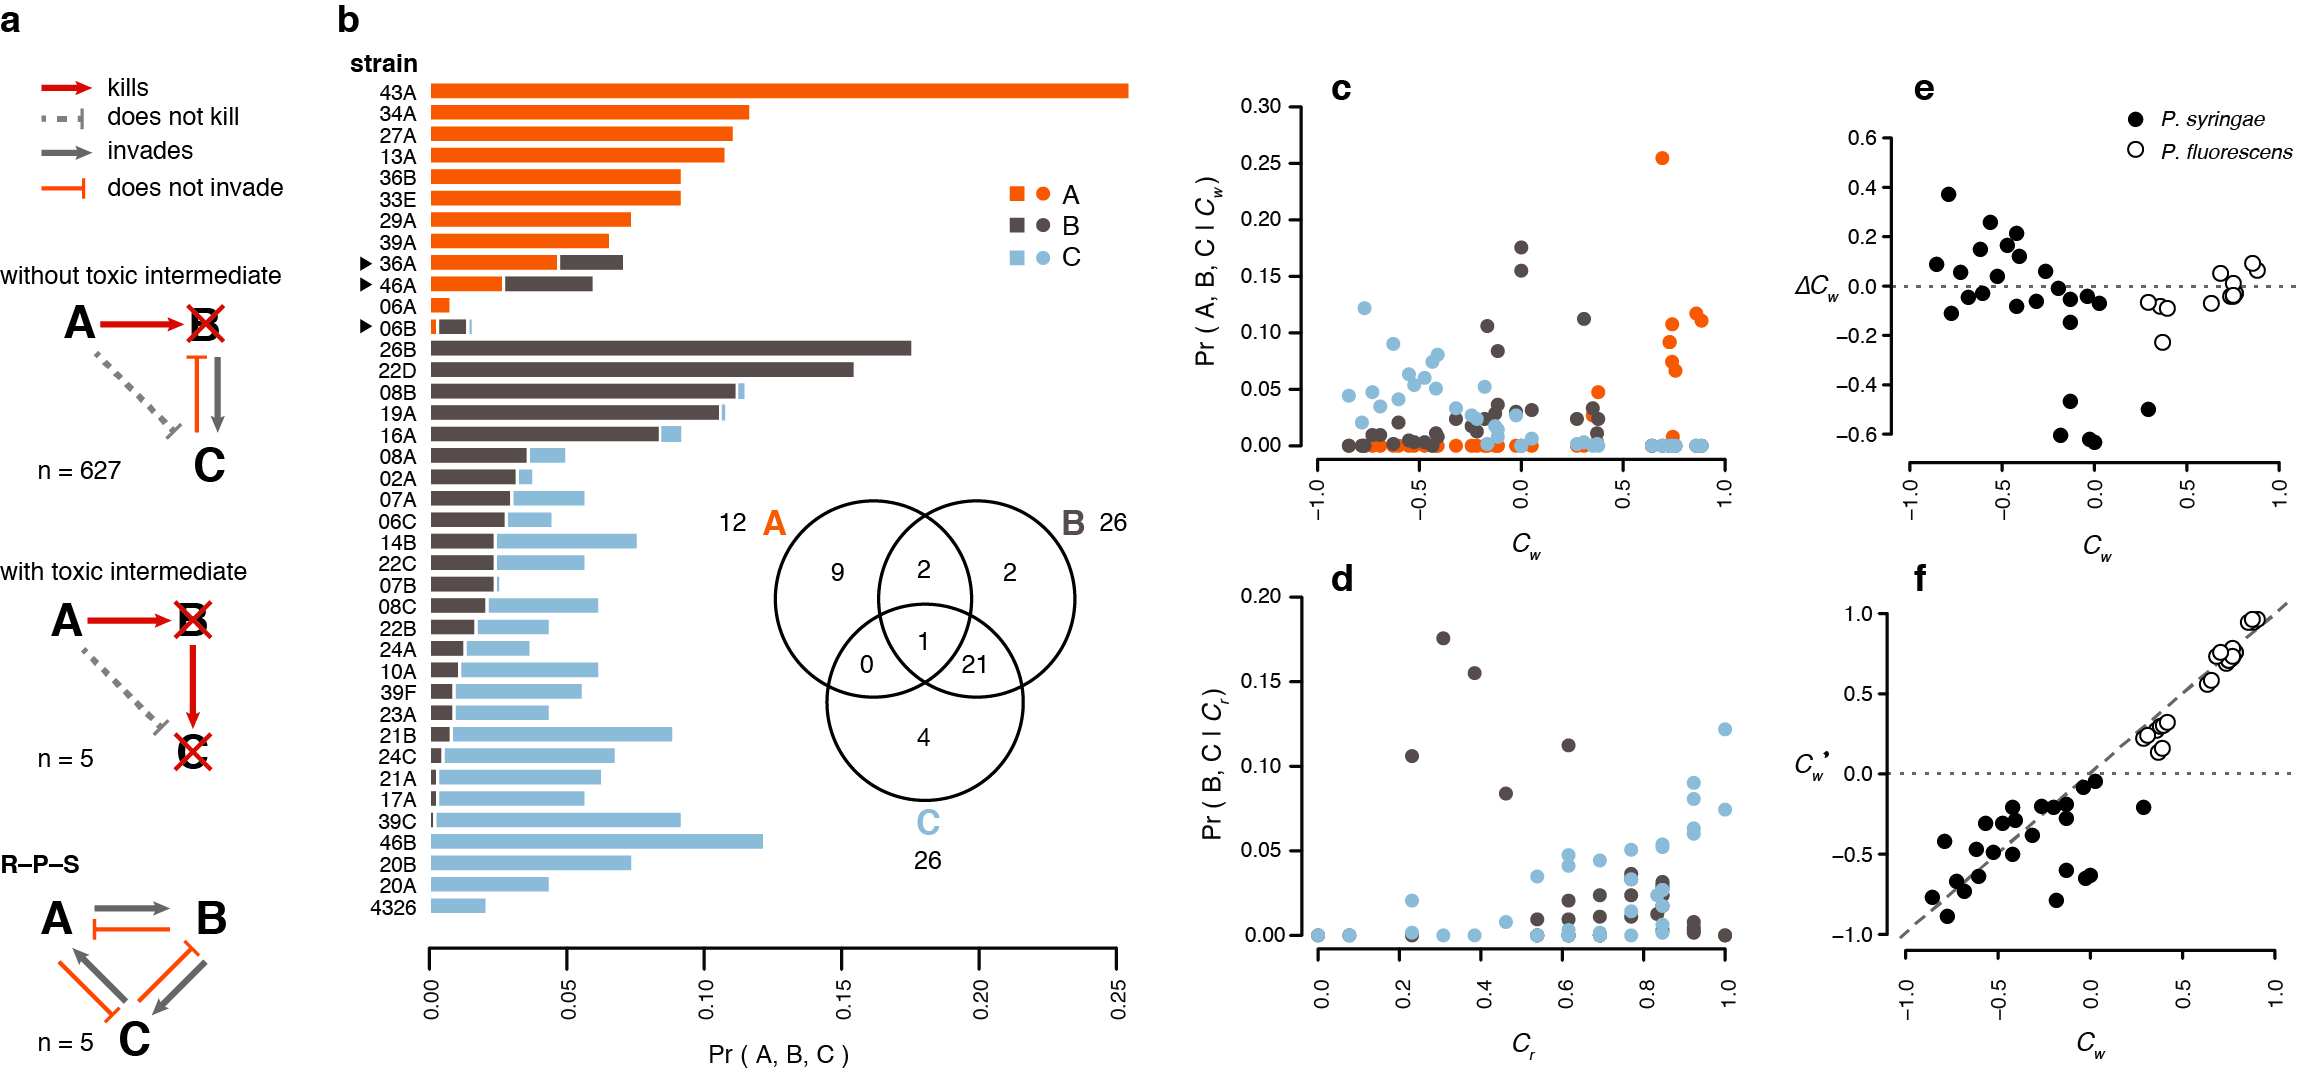 a
kills
does not kill
invades
does not invade
without toxic intermediate
A
B
C
n = 627
with toxic intermediate
A
B
C
n = 5
R–P–S
A
B
C
n = 5
b
strain
43A
34A
27A
13A
36B
33E
29A
39A
36A
46A
06A
06B
26B
22D
08B
19A
16A
08A
02A
07A
06C
14B
22C
07B
08C
22B
24A
10A
39F
23A
21B
24C
21A
17A
39C
46B
20B
20A
4326
0.00 0.05 0.10 0.15 0.20 0.25
Pr ( A, B, C )
A
B
C
12 A
B 26
9 2 2
1
0 21
4
C
26
c
Pr ( A, B, C | Cw)
0.30
0.25
0.20
0.15
0.10
0.05
0.00
−1.0 −0.5 0.0 0.5 1.0
Cw
d
Pr ( B, C | Cr)
0.20
0.15
0.10
0.05
0.00
0.0 0.2 0.4 0.6 0.8 1.0
Cr
e
P. syringae
P. fluorescens
ΔCw
0.6
0.4
0.2
0.0
−0.2
−0.4
−0.6
−1.0 −0.5 0.0 0.5 1.0
Cw
f
Cw’
1.0
0.5
0.0
−0.5
−1.0
−1.0 −0.5 0.0 0.5 1.0
Cw